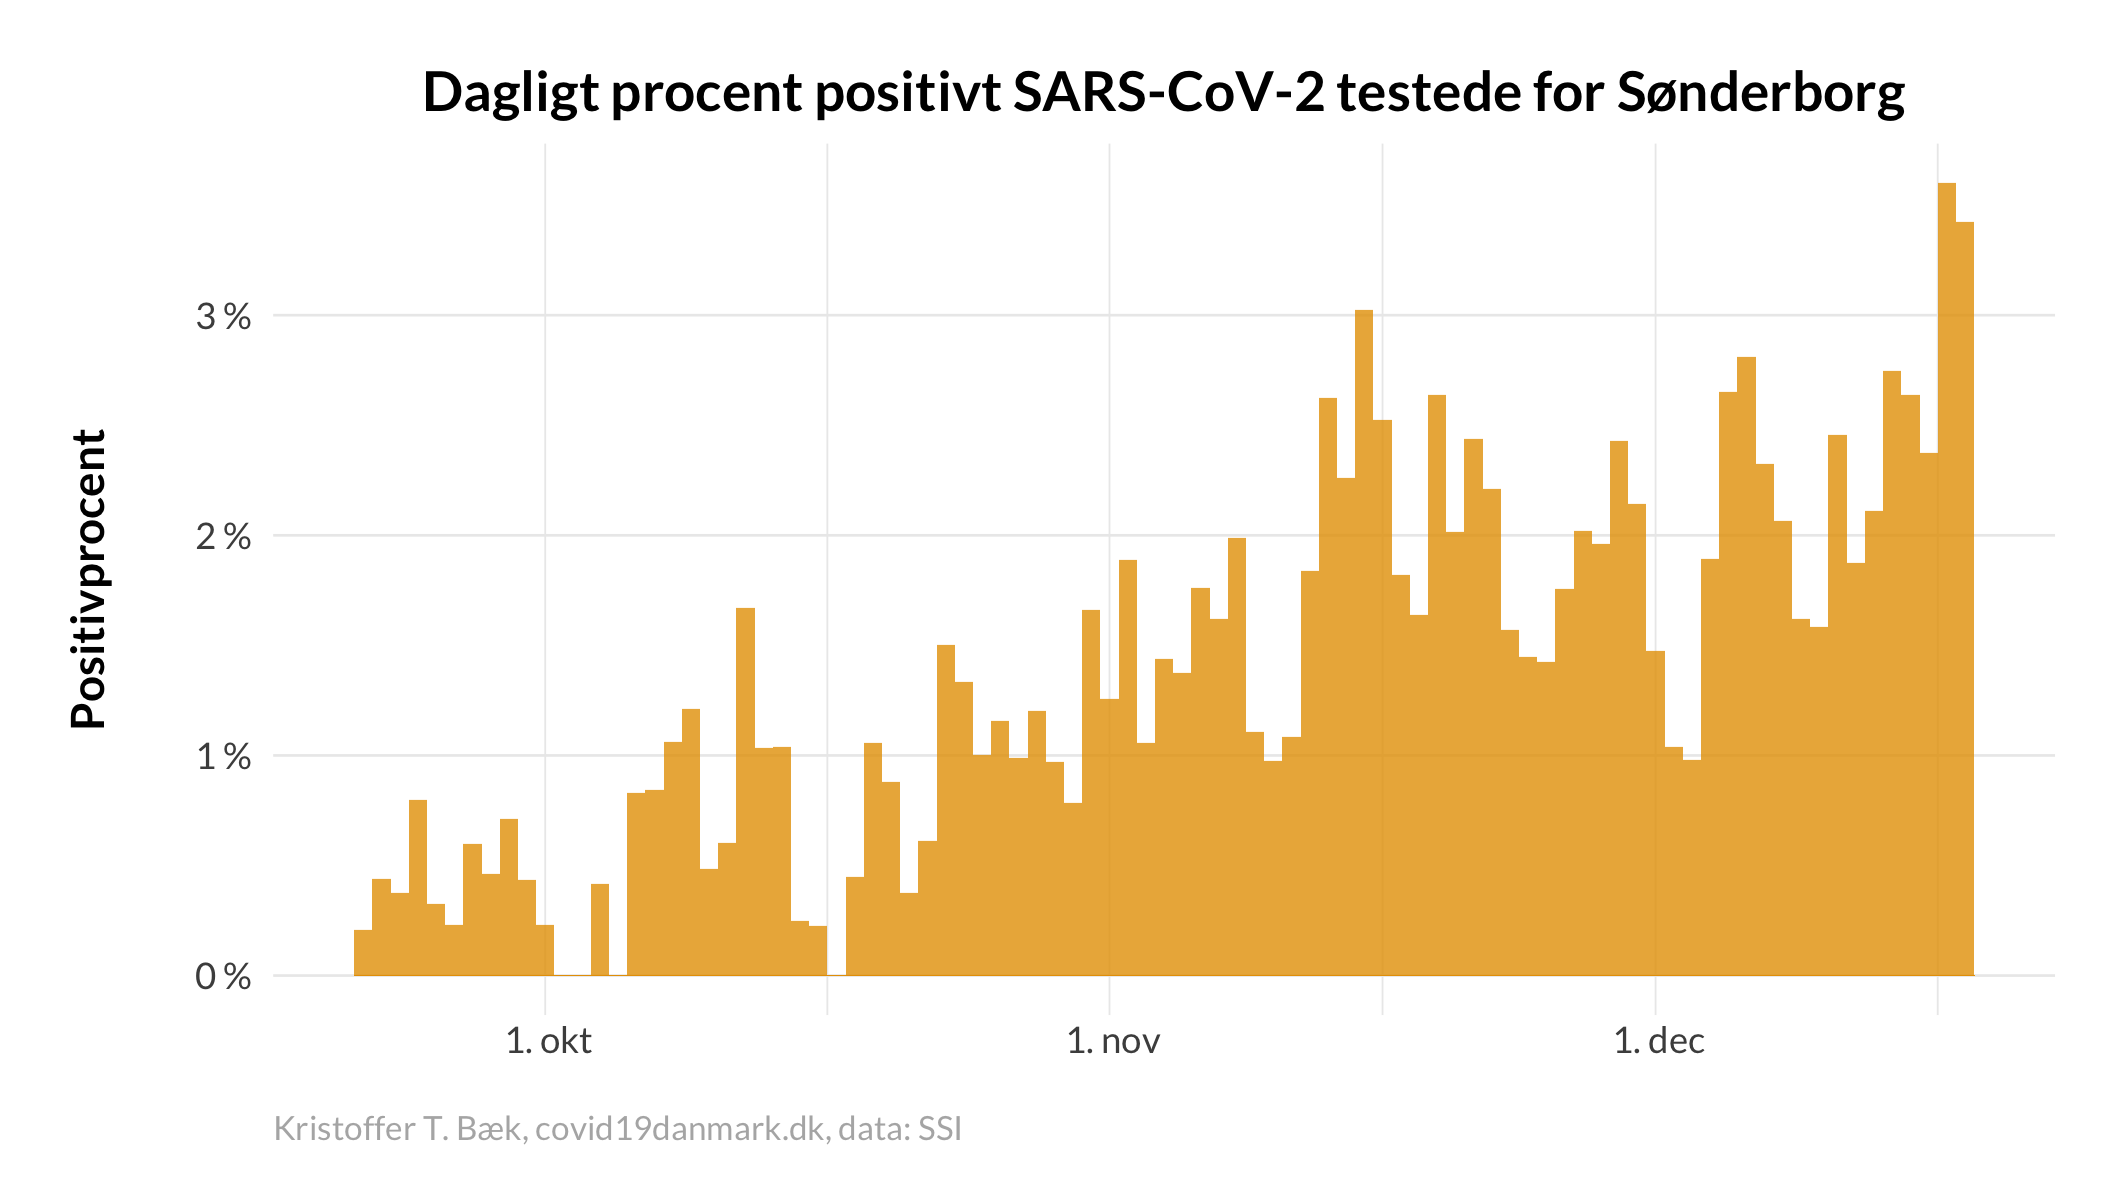 Dagligt procent positivt SARS-CoV-2 testede for Sønderborg
Positivprocent
3 %
2 %
1 %
0 %
1. okt
1. nov
1. dec
Kristoffer T. Bæk, covid19danmark.dk, data: SSI